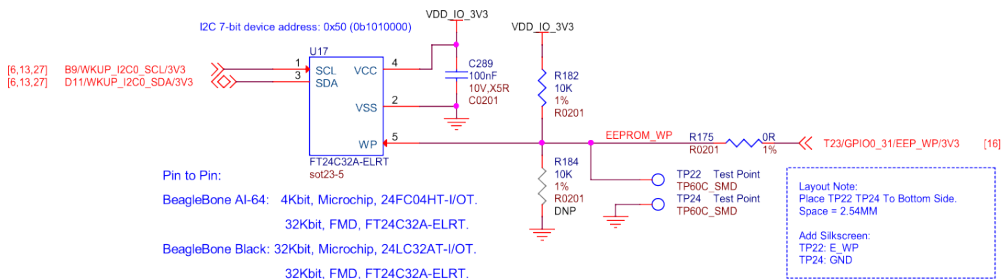 I2C 7-bit device address: 0x50 (0b1010000)
VDD_IO_3V3
VDD_IO_3V3
U17
[6,13,27] B9/WKUP_I2C0_SCL/3V3
1 SCL VCC 4
[6,13,27] D11/WKUP_I2C0_SDA/3V3
3 SDA
VSS 2
WP 5
FT24C32A-ELRT
sot23-5
C289
100nF
10V,X5R
C0201
R182
10K
1%
R0201
EEPROM_WP
R175 0R
R0201 1%
T23/GPIO0_31/EEP_WP/3V3 [16]
R184
10K
1%
R0201
DNP
TP22 Test Point
TP60C_SMD
TP24 Test Point
TP60C_SMD
Layout Note:
Place TP22 TP24 To Bottom Side.
Space = 2.54MM
Add Silkscreen:
TP22: E_WP
TP24: GND
Pin to Pin:
BeagleBone AI-64: 4Kbit, Microchip, 24FC04HT-I/OT.
32Kbit, FMD, FT24C32A-ELRT.
BeagleBone Black: 32Kbit, Microchip, 24LC32AT-I/OT.
32Kbit, FMD, FT24C32A-ELRT.